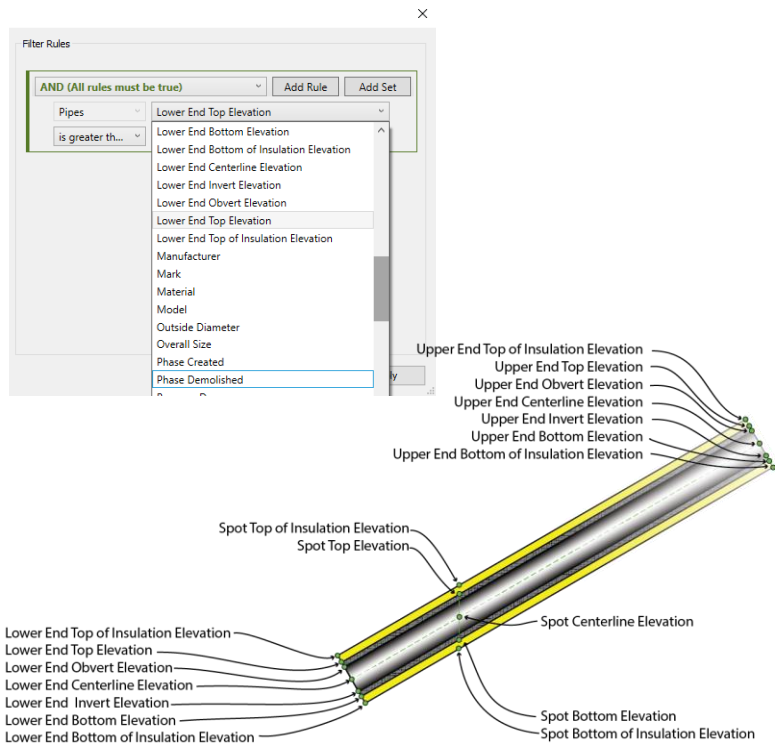 Filter Rules
AND (All rules must be true)
Add Rule
Add Set
Pipes
Lower End Top Elevation
is greater th...
Lower End Bottom Elevation
Lower End Bottom of Insulation Elevation
Lower End Centerline Elevation
Lower End Invert Elevation
Lower End Obvert Elevation
Lower End Top Elevation
Lower End Top of Insulation Elevation
Manufacturer
Mark
Material
Model
Outside Diameter
Overall Size
Phase Created
Phase Demolished
Upper End Top of Insulation Elevation
Upper End Top Elevation
Upper End Obvert Elevation
Upper End Centerline Elevation
Upper End Invert Elevation
Upper End Bottom Elevation
Upper End Bottom of Insulation Elevation
Spot Top of Insulation Elevation
Spot Top Elevation
Spot Centerline Elevation
Lower End Top of Insulation Elevation
Lower End Top Elevation
Lower End Obvert Elevation
Lower End Centerline Elevation
Lower End  Invert Elevation
Lower End Bottom Elevation
Lower End Bottom of Insulation Elevation
Spot Bottom Elevation
Spot Bottom of Insulation Elevation